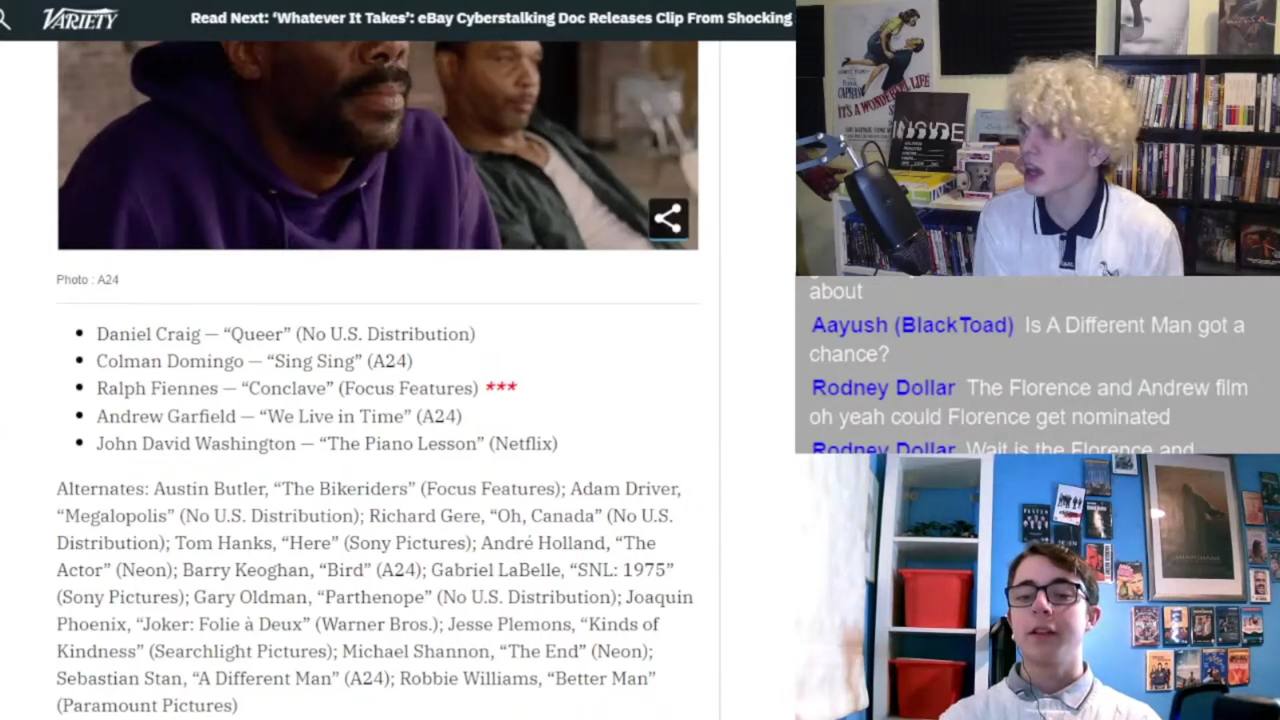 VARIETY
Read Next: ‘Whatever It Takes’: eBay Cyberstalking Doc Releases Clip From Shocking
Photo : A24
Daniel Craig — “Queer” (No U.S. Distribution)
Colman Domingo — “Sing Sing” (A24)
Ralph Fiennes — “Conclave” (Focus Features) ***
Andrew Garfield — “We Live in Time” (A24)
John David Washington — “The Piano Lesson” (Netflix)
Alternates: Austin Butler, “The Bikeriders” (Focus Features); Adam Driver,
“Megalopolis” (No U.S. Distribution); Richard Gere, “Oh, Canada” (No U.S.
Distribution); Tom Hanks, “Here” (Sony Pictures); André Holland, “The
Actor” (Neon); Barry Keoghan, “Bird” (A24); Gabriel LaBelle, “SNL: 1975”
(Sony Pictures); Gary Oldman, “Parthenope” (No U.S. Distribution); Joaquin
Phoenix, “Joker: Folie à Deux” (Warner Bros.); Jesse Plemons, “Kinds of
Kindness” (Searchlight Pictures); Michael Shannon, “The End” (Neon);
Sebastian Stan, “A Different Man” (A24); Robbie Williams, “Better Man”
(Paramount Pictures)
IT'S A WONDERFUL LIFE
INSIDE
about
Aayush (BlackToad) Is A Different Man got a
chance?
Rodney Dollar The Florence and Andrew film
oh yeah could Florence get nominated
Rodney Dollar Wait is the Florence and